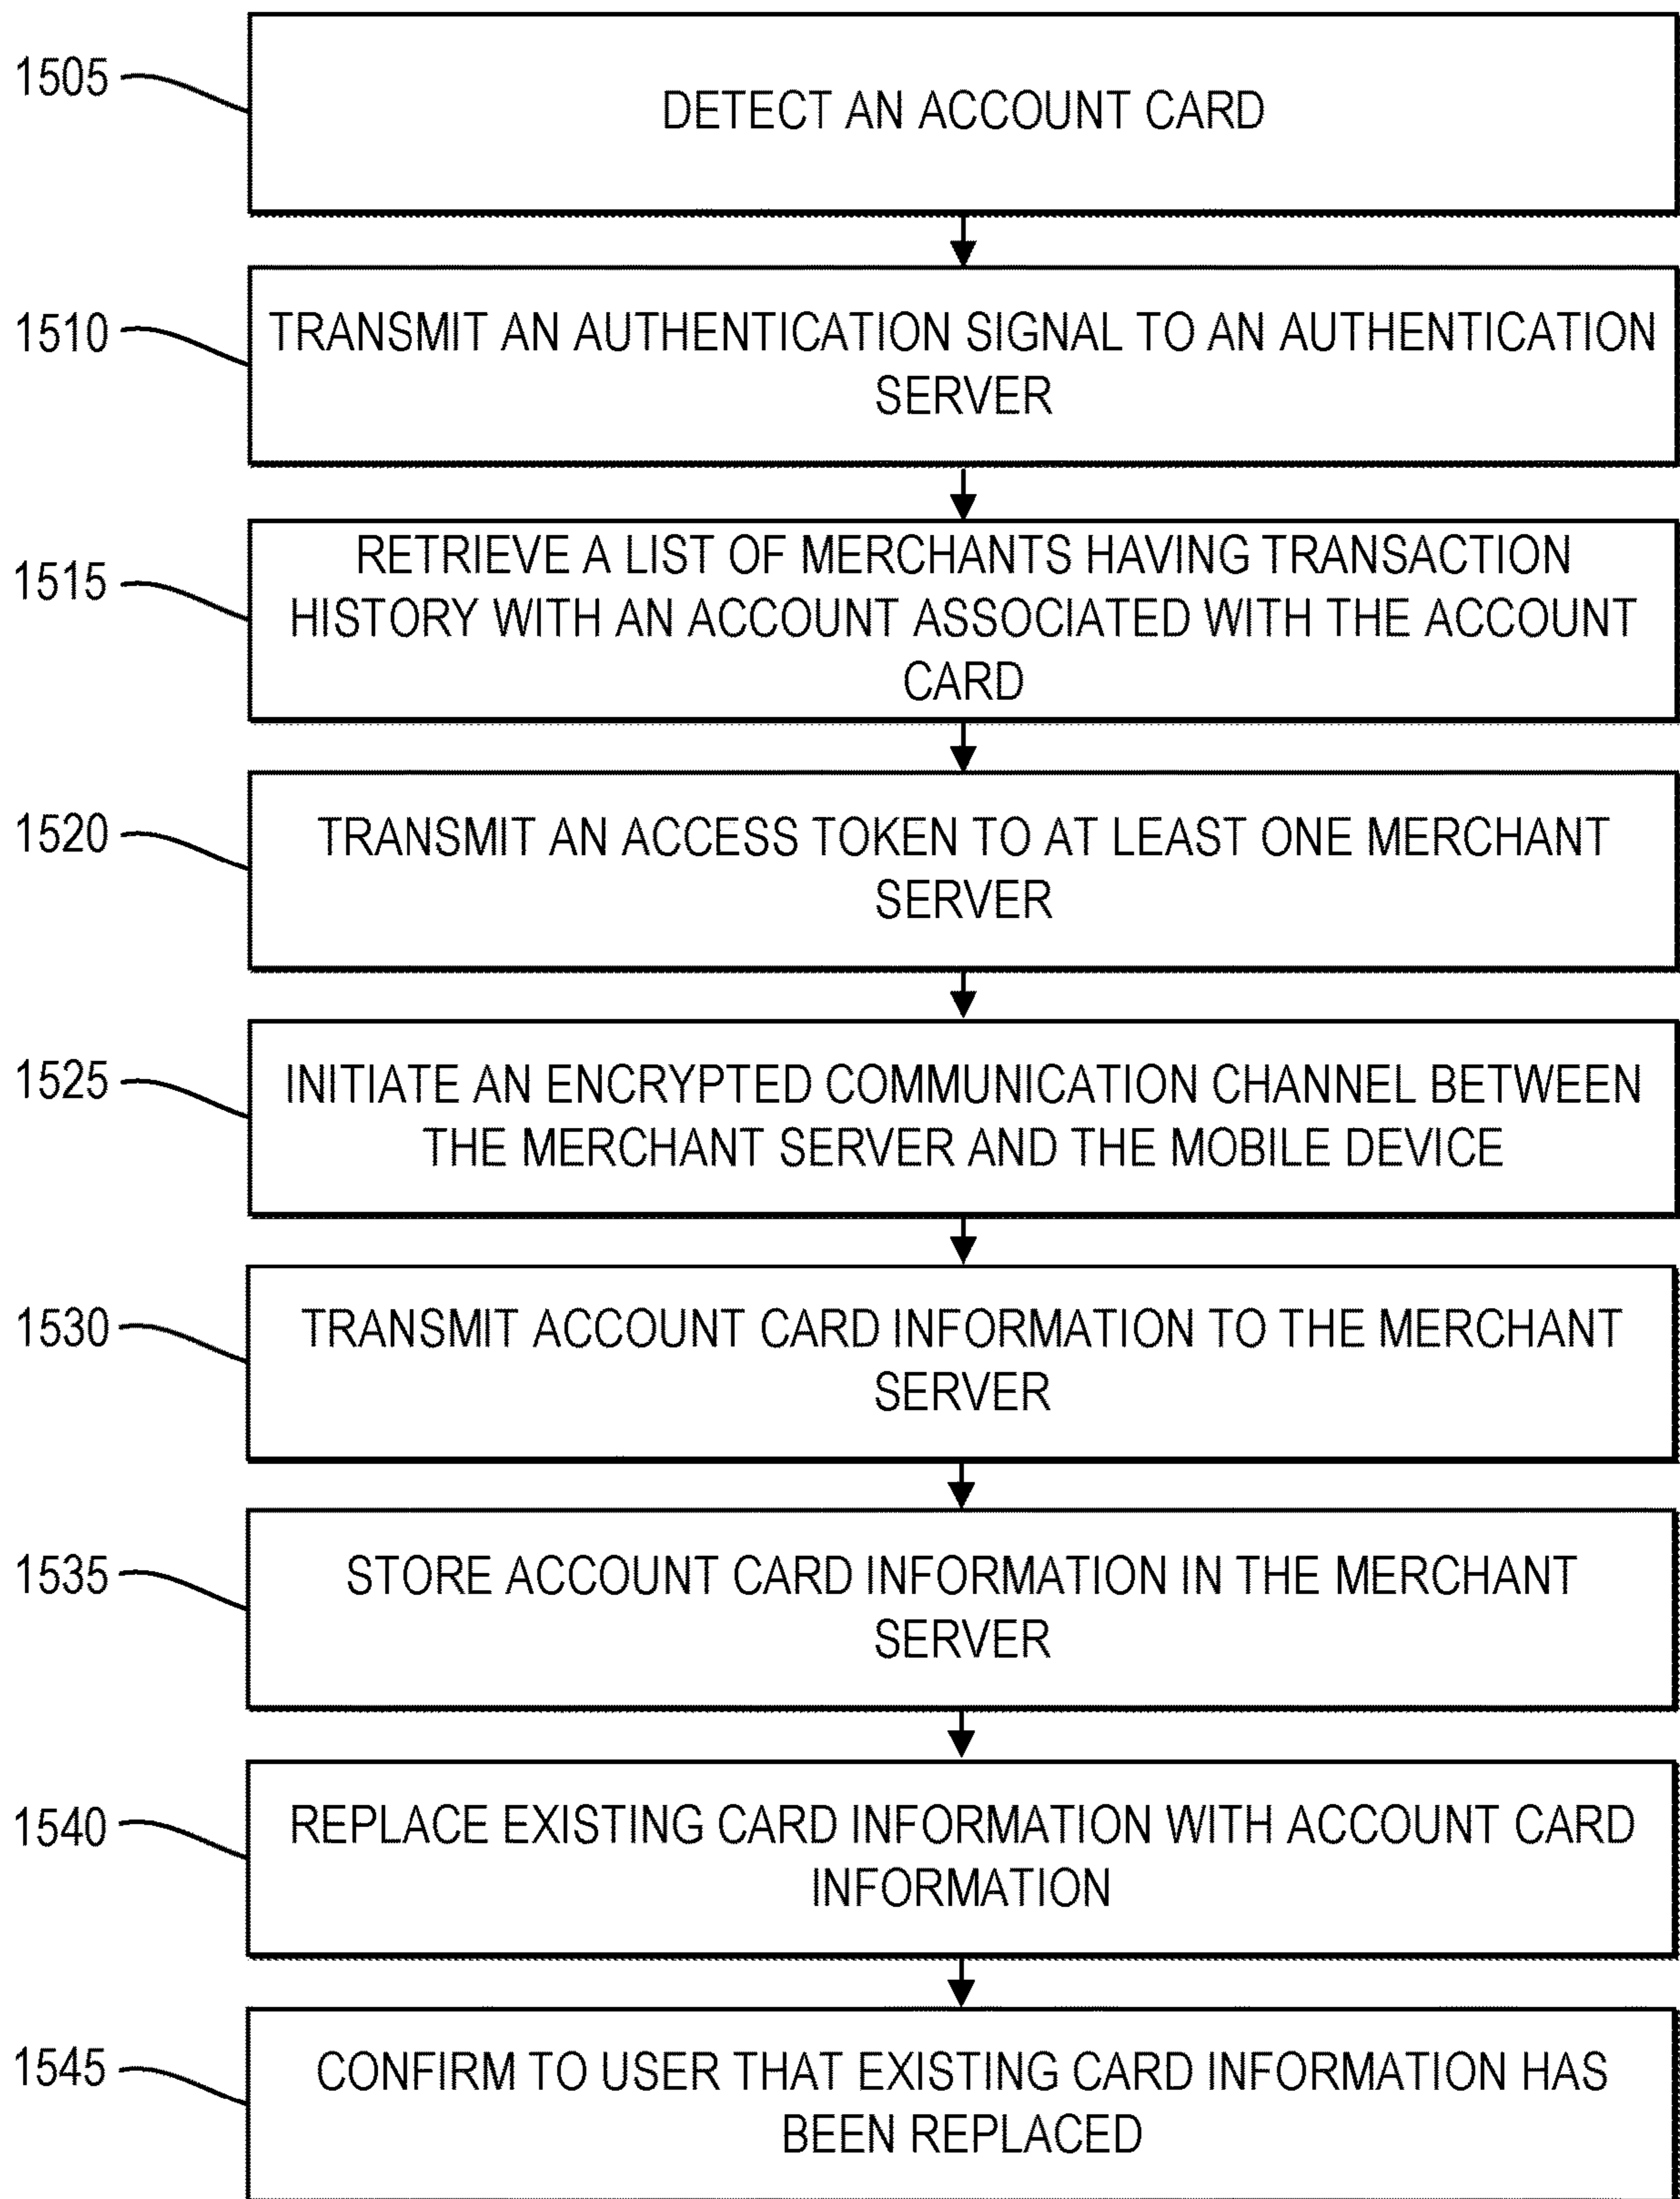 1505
DETECT AN ACCOUNT CARD
1510
TRANSMIT AN AUTHENTICATION SIGNAL TO AN AUTHENTICATION
SERVER
1515
RETRIEVE A LIST OF MERCHANTS HAVING TRANSACTION
HISTORY WITH AN ACCOUNT ASSOCIATED WITH THE ACCOUNT
CARD
1520
TRANSMIT AN ACCESS TOKEN TO AT LEAST ONE MERCHANT
SERVER
1525
INITIATE AN ENCRYPTED COMMUNICATION CHANNEL BETWEEN
THE MERCHANT SERVER AND THE MOBILE DEVICE
1530
TRANSMIT ACCOUNT CARD INFORMATION TO THE MERCHANT
SERVER
1535
STORE ACCOUNT CARD INFORMATION IN THE MERCHANT
SERVER
1540
REPLACE EXISTING CARD INFORMATION WITH ACCOUNT CARD
INFORMATION
1545
CONFIRM TO USER THAT EXISTING CARD INFORMATION HAS
BEEN REPLACED